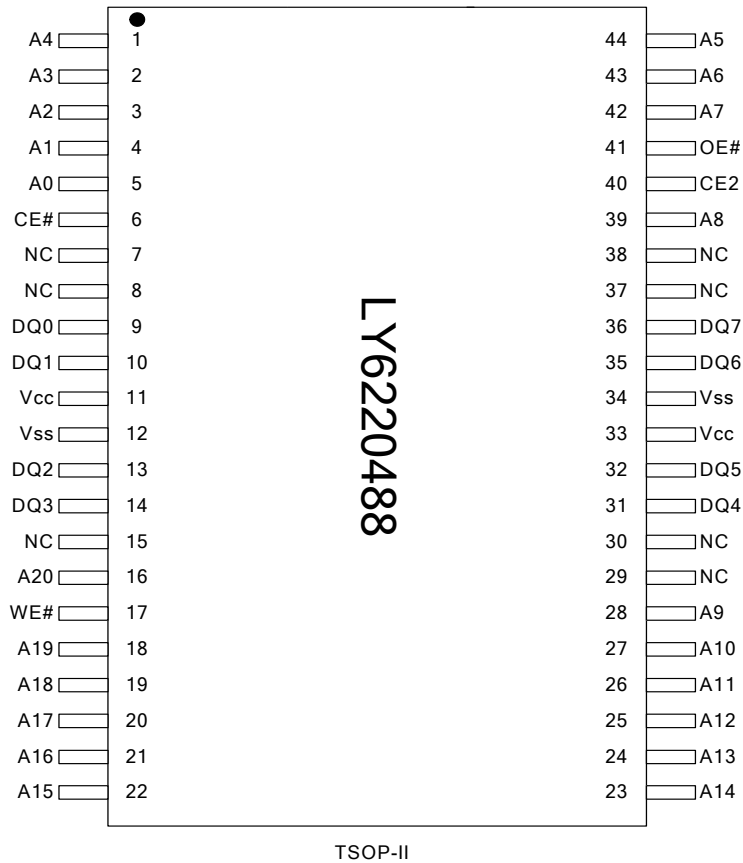 A4 1 44 A5
A3 2 43 A6
A2 3 42 A7
A1 4 41 OE#
A0 5 40 CE2
CE# 6 39 A8
NC 7 38 NC
NC 8 37 NC
DQ0 9 36 DQ7
DQ1 10 35 DQ6
Vcc 11 34 Vss
Vss 12 33 Vcc
DQ2 13 32 DQ5
DQ3 14 31 DQ4
NC 15 30 NC
A20 16 29 NC
WE# 17 28 A9
A19 18 27 A10
A18 19 26 A11
A17 20 25 A12
A16 21 24 A13
A15 22 23 A14
LY6220488
TSOP-II